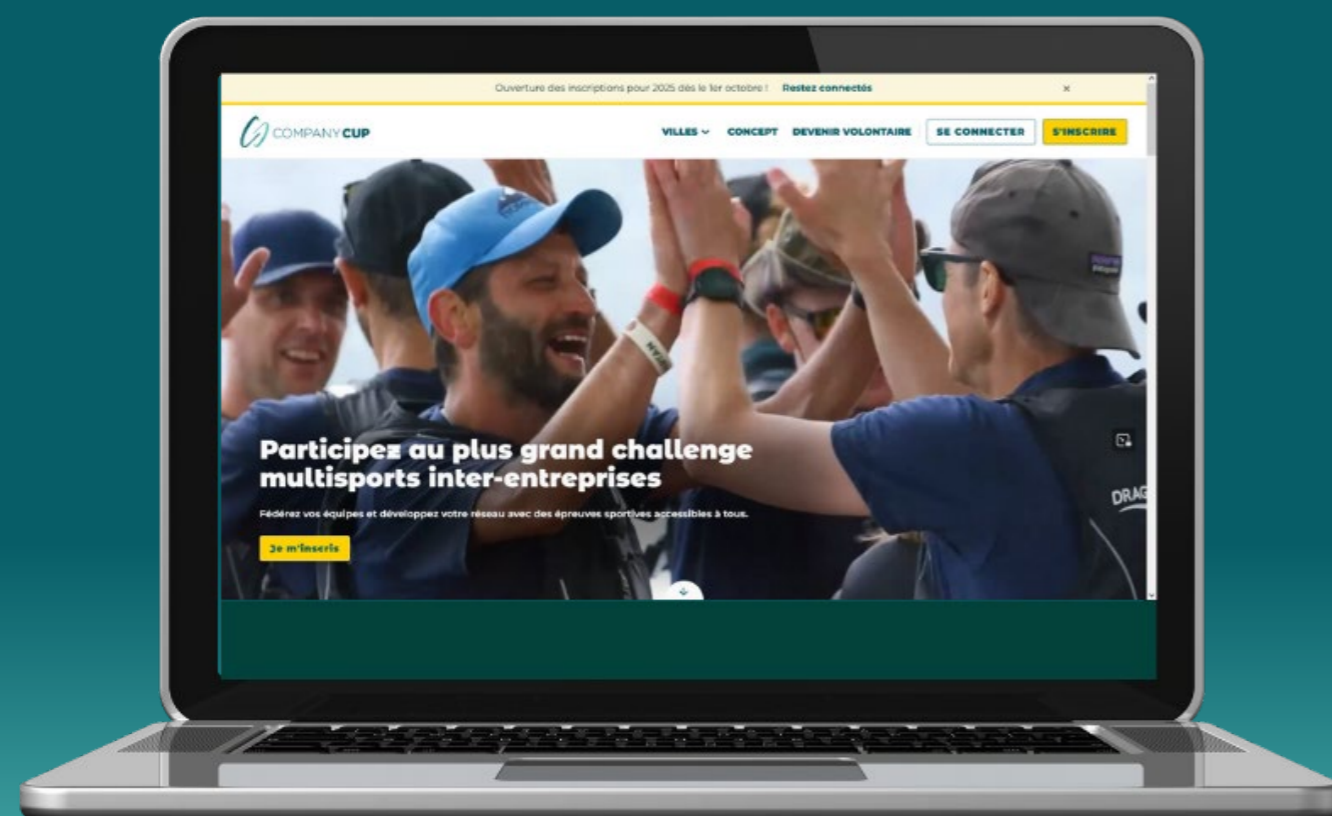 Ouverture des inscriptions pour 2025 dès le 1er octobre ! Restez connectés
COMPANY CUP
VILLES CONCEPT DEVENIR VOLONTAIRE SE CONNECTER S'INSCRIRE
Participez au plus grand challenge
multisports inter-entreprises
Fédérez vos équipes et développez votre réseau avec des épreuves sportives accessibles à tous.
Je m'inscris
DRAG